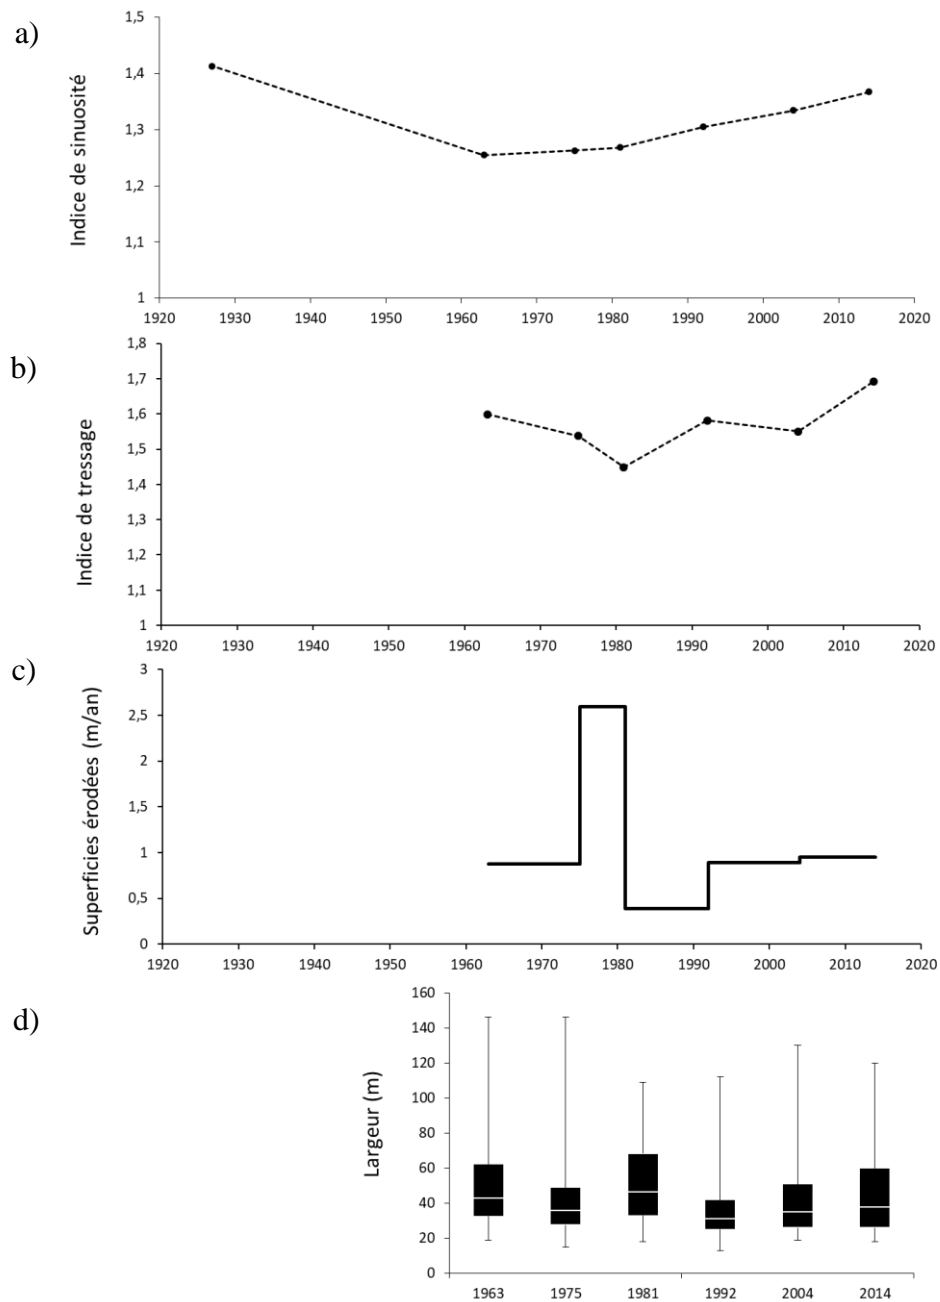 a)
Indice de sinuosité
1,5
1,4
1,3
1,2
1,1
1
1920 1930 1940 1950 1960 1970 1980 1990 2000 2010 2020
b)
Indice de tressage
1,8
1,7
1,6
1,5
1,4
1,3
1,2
1,1
1
1920 1930 1940 1950 1960 1970 1980 1990 2000 2010 2020
c)
Superficies érodées (m/an)
3
2,5
2
1,5
1
0,5
0
1920 1930 1940 1950 1960 1970 1980 1990 2000 2010 2020
d)
Largeur (m)
160
140
120
100
80
60
40
20
0
1963 1975 1981 1992 2004 2014